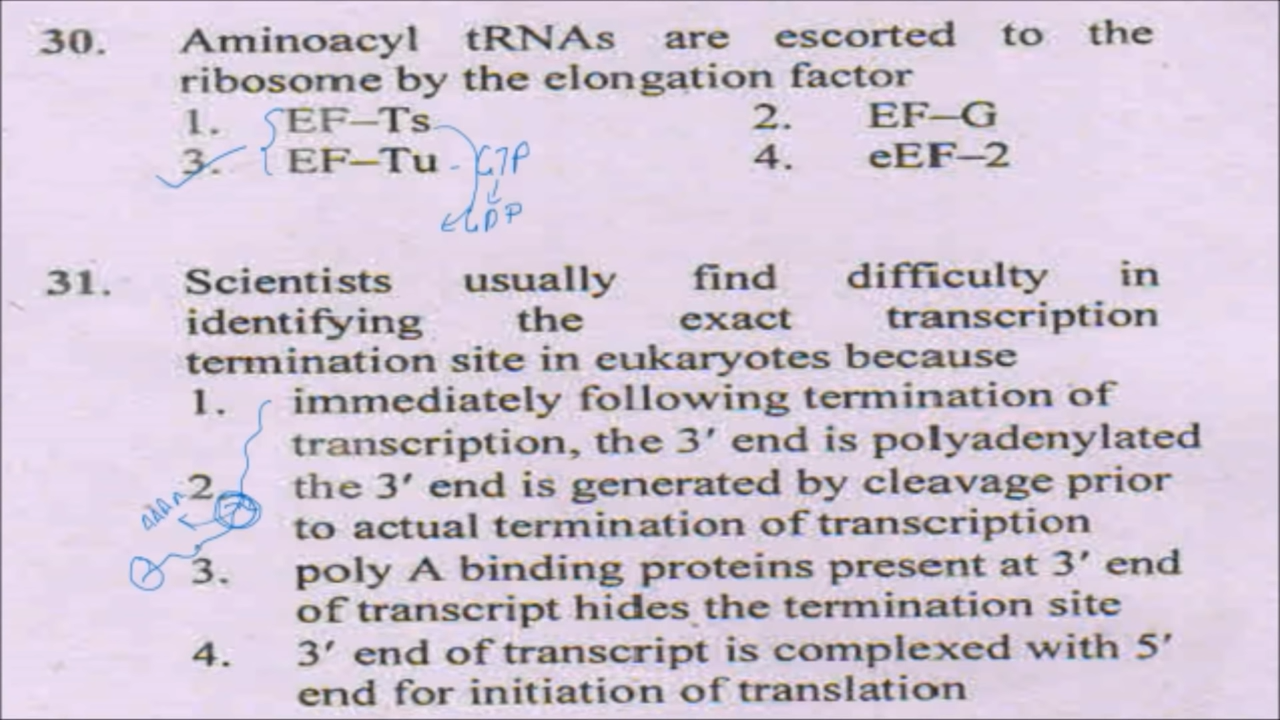 30. Aminoacyl tRNAs are escorted to the
ribosome by the elongation factor
1. EF–Ts 2. EF–G
3. EF–Tu GTP 4. eEF–2
GDP
31. Scientists usually find difficulty in
identifying the exact transcription
termination site in eukaryotes because
1. immediately following termination of
transcription, the 3′ end is polyadenylated
2. the 3′ end is generated by cleavage prior
AAAn to actual termination of transcription
3. poly A binding proteins present at 3′ end
of transcript hides the termination site
4. 3′ end of transcript is complexed with 5′
end for initiation of translation